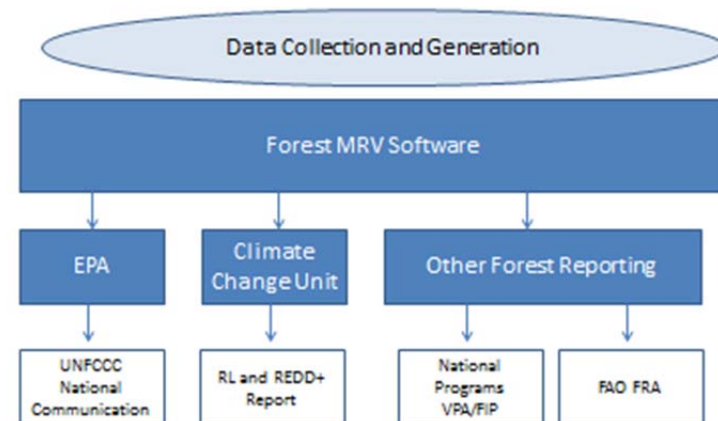 Data Collection and Generation
Forest MRV Software
EPA
Climate
Change Unit
Other Forest Reporting
UNFCCC
National
Communication
RL and REDD+
Report
National
Programs
VPA/FIP
FAO FRA